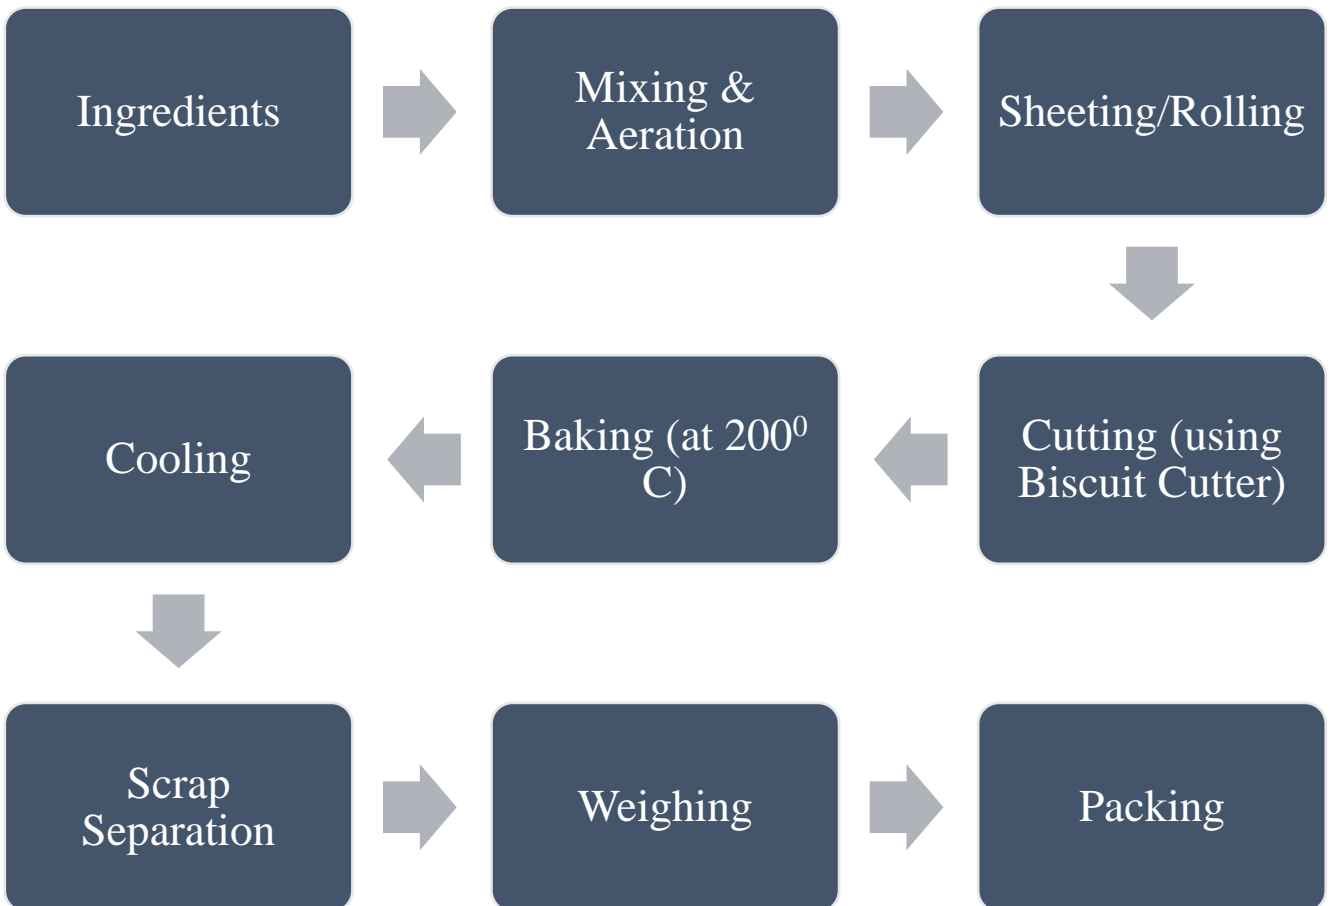 Ingredients
Mixing &
Aeration
Sheeting/Rolling
Cutting (using
Biscuit Cutter)
Baking (at 200⁰
C)
Cooling
Scrap
Separation
Weighing
Packing